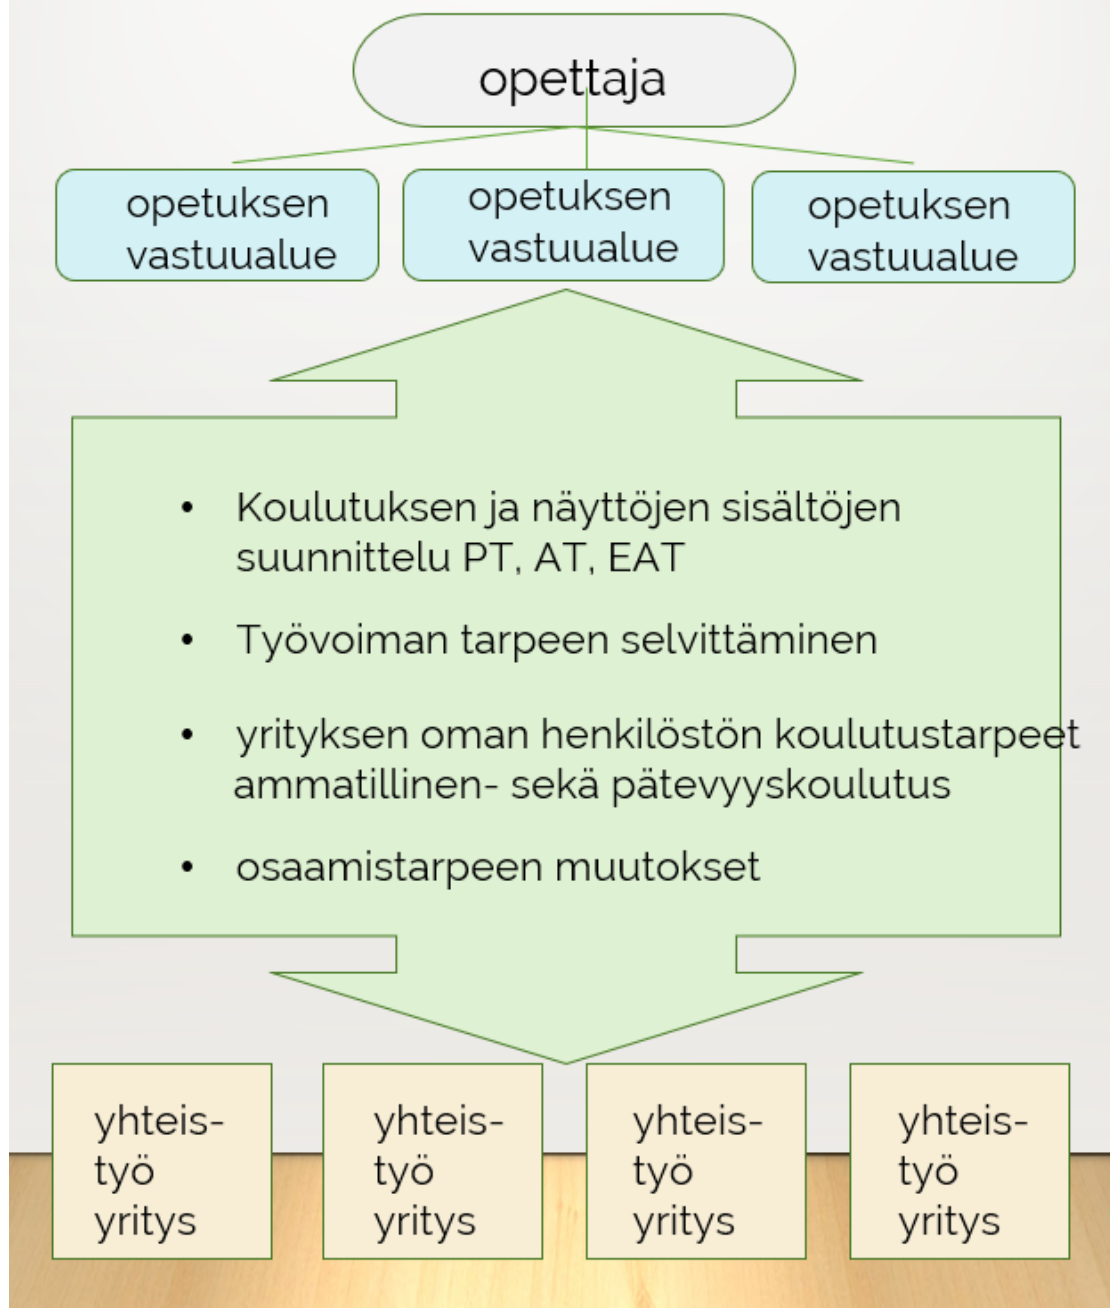 opettaja
opetuksen
vastuualue
opetuksen
vastuualue
opetuksen
vastuualue
• Koulutuksen ja näyttöjen sisältöjen
suunnittelu PT, AT, EAT
• Työvoiman tarpeen selvittäminen
• yrityksen oman henkilöstön koulutustarpeet
ammatillinen- sekä pätevyyskoulutus
• osaamistarpeen muutokset
yhteis-
työ
yritys
yhteis-
työ
yritys
yhteis-
työ
yritys
yhteis-
työ
yritys